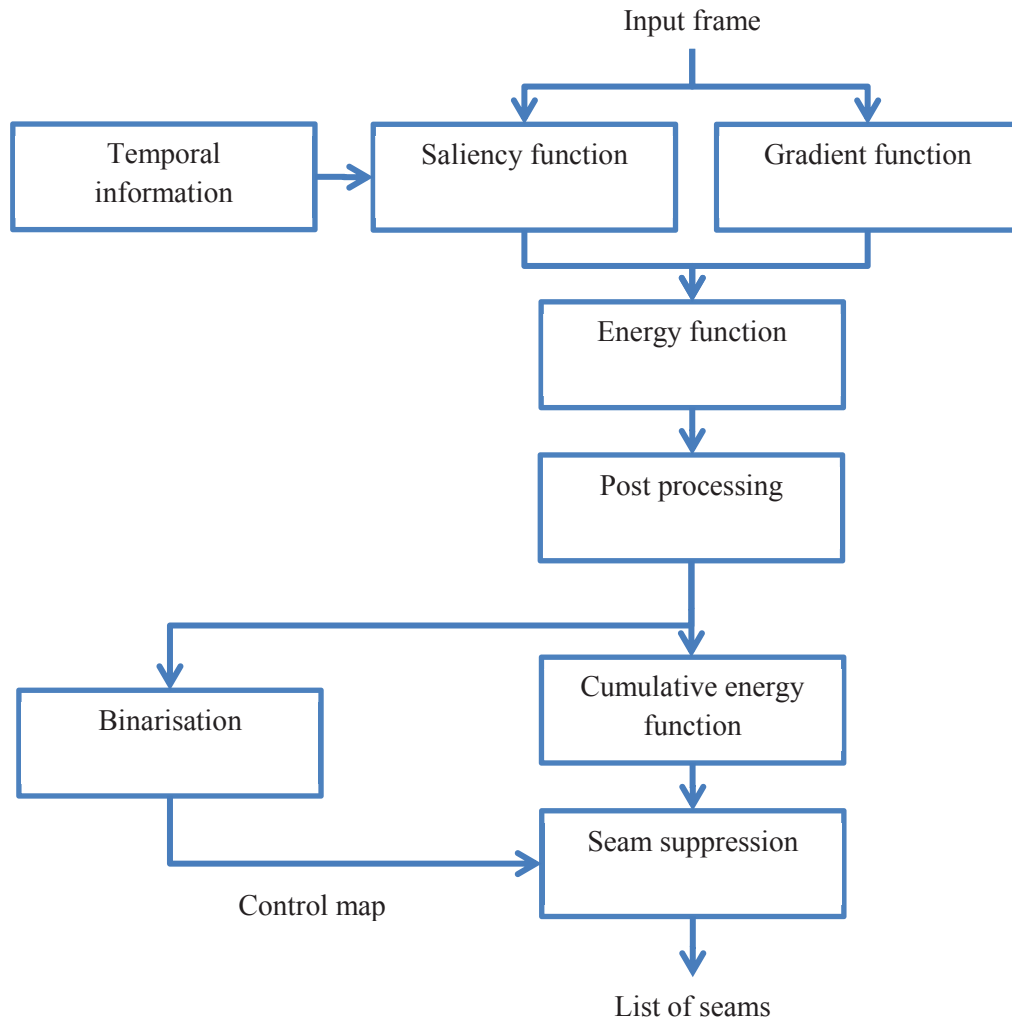 Input frame
Temporal
information
Saliency function
Gradient function
Energy function
Post processing
Binarisation
Cumulative energy
function
Seam suppression
Control map
List of seams